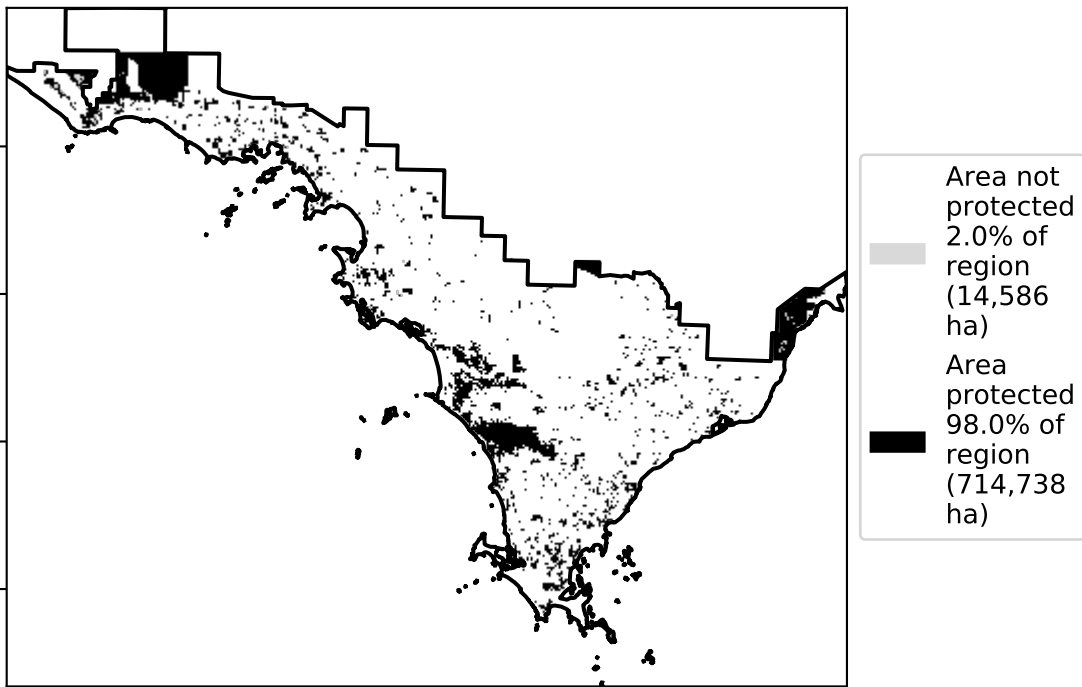 Area not
protected
2.0% of
region
(14,586
ha)
Area
protected
98.0% of
region
(714,738
ha)